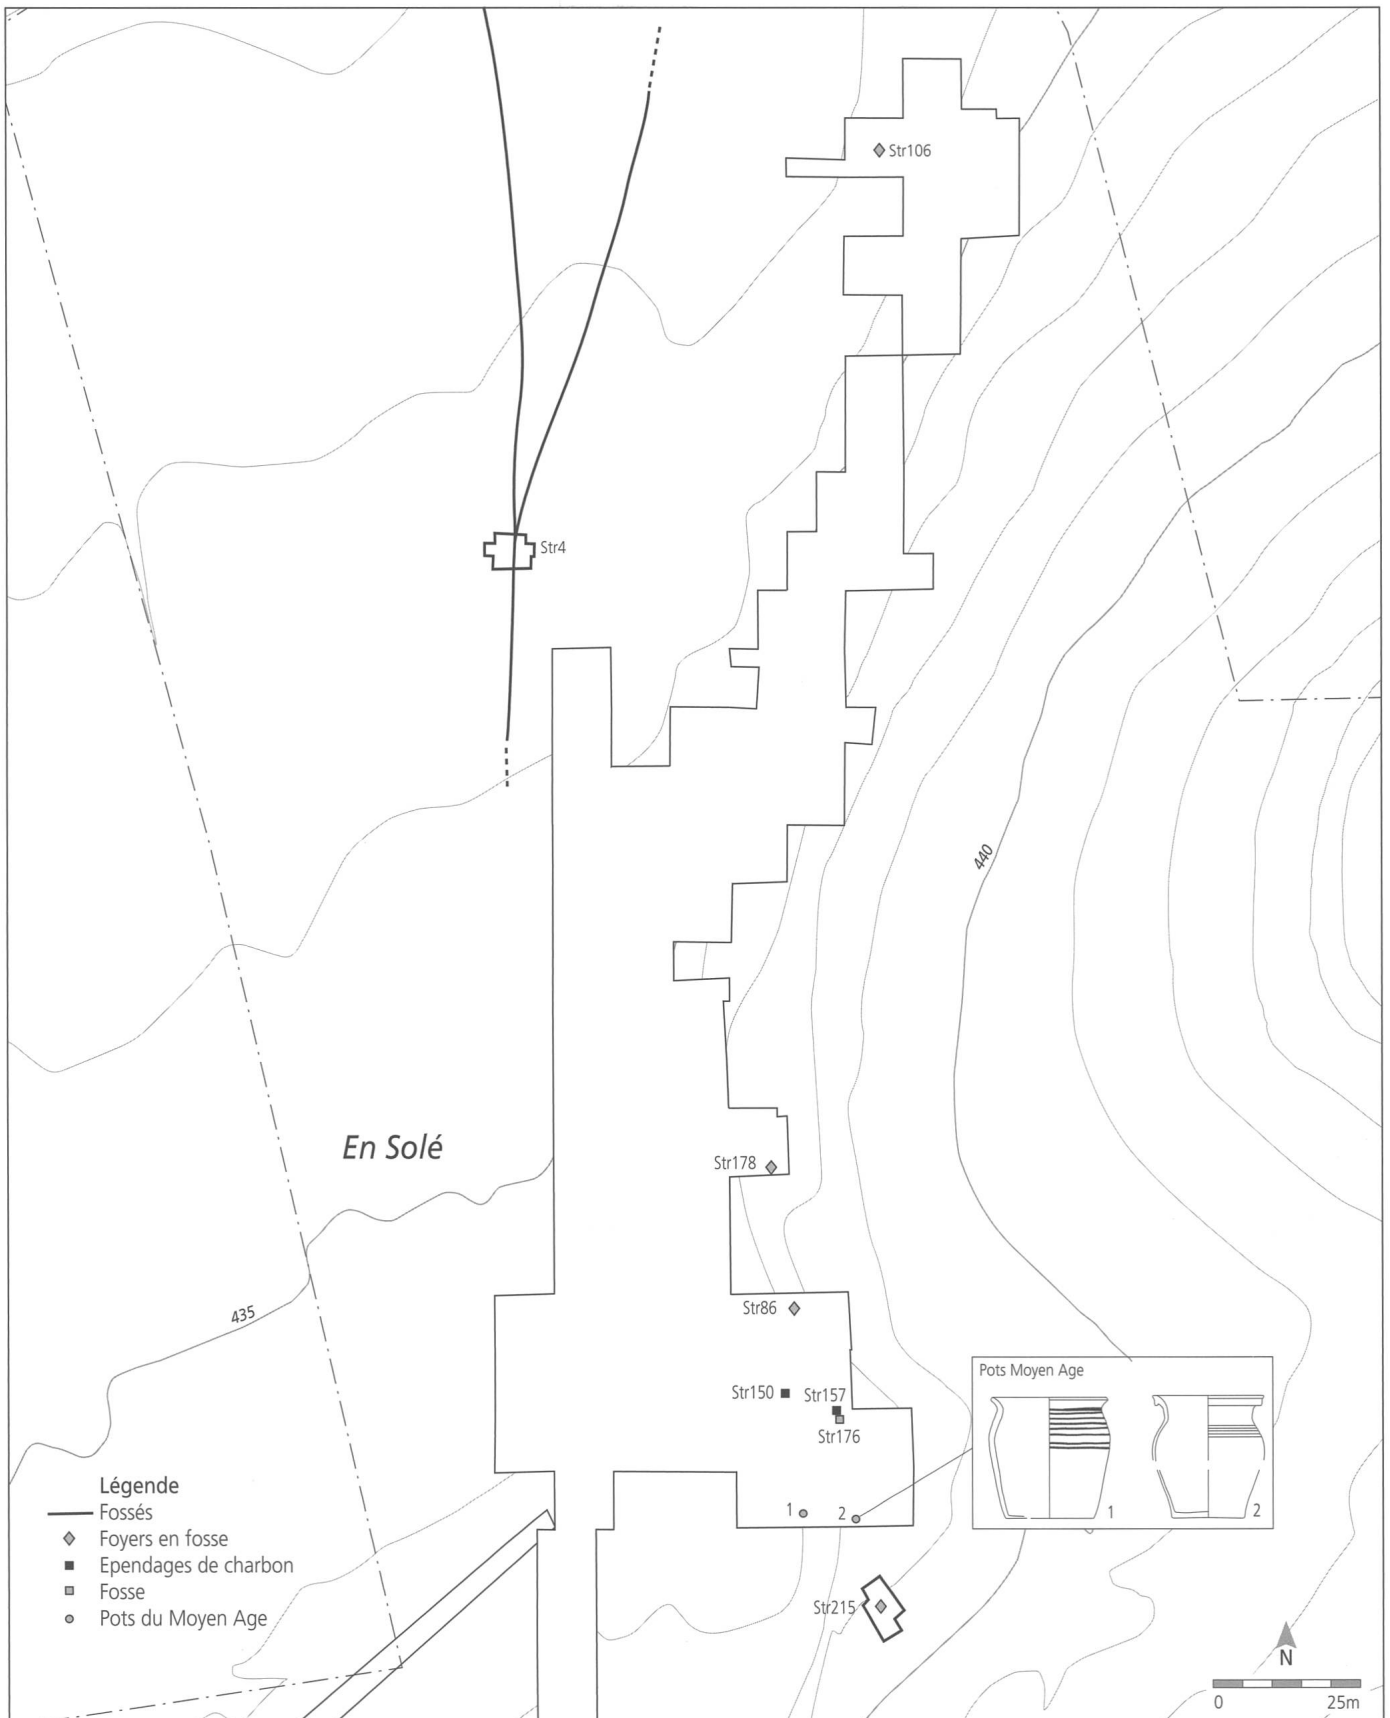 Str106
Str4
440
En Solé
Str178
435
Str86
Str150
Str157
Str176
Pots Moyen Age
1
2
1
2
Légende
Fossés
Foyers en fosse
Ependages de charbon
Fosse
Pots du Moyen Age
Str215
N
0
25m